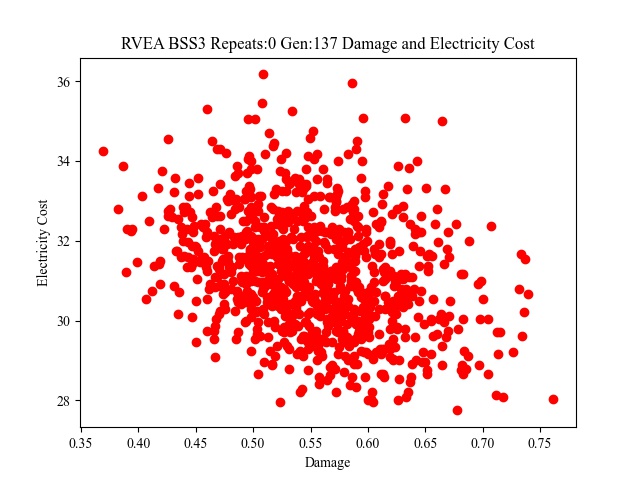 RVEA BSS3 Repeats:0 Gen:137 Damage and Electricity Cost
36
34
32
30
28
Electricity Cost
0.35 0.40 0.45 0.50 0.55 0.60 0.65 0.70 0.75
Damage